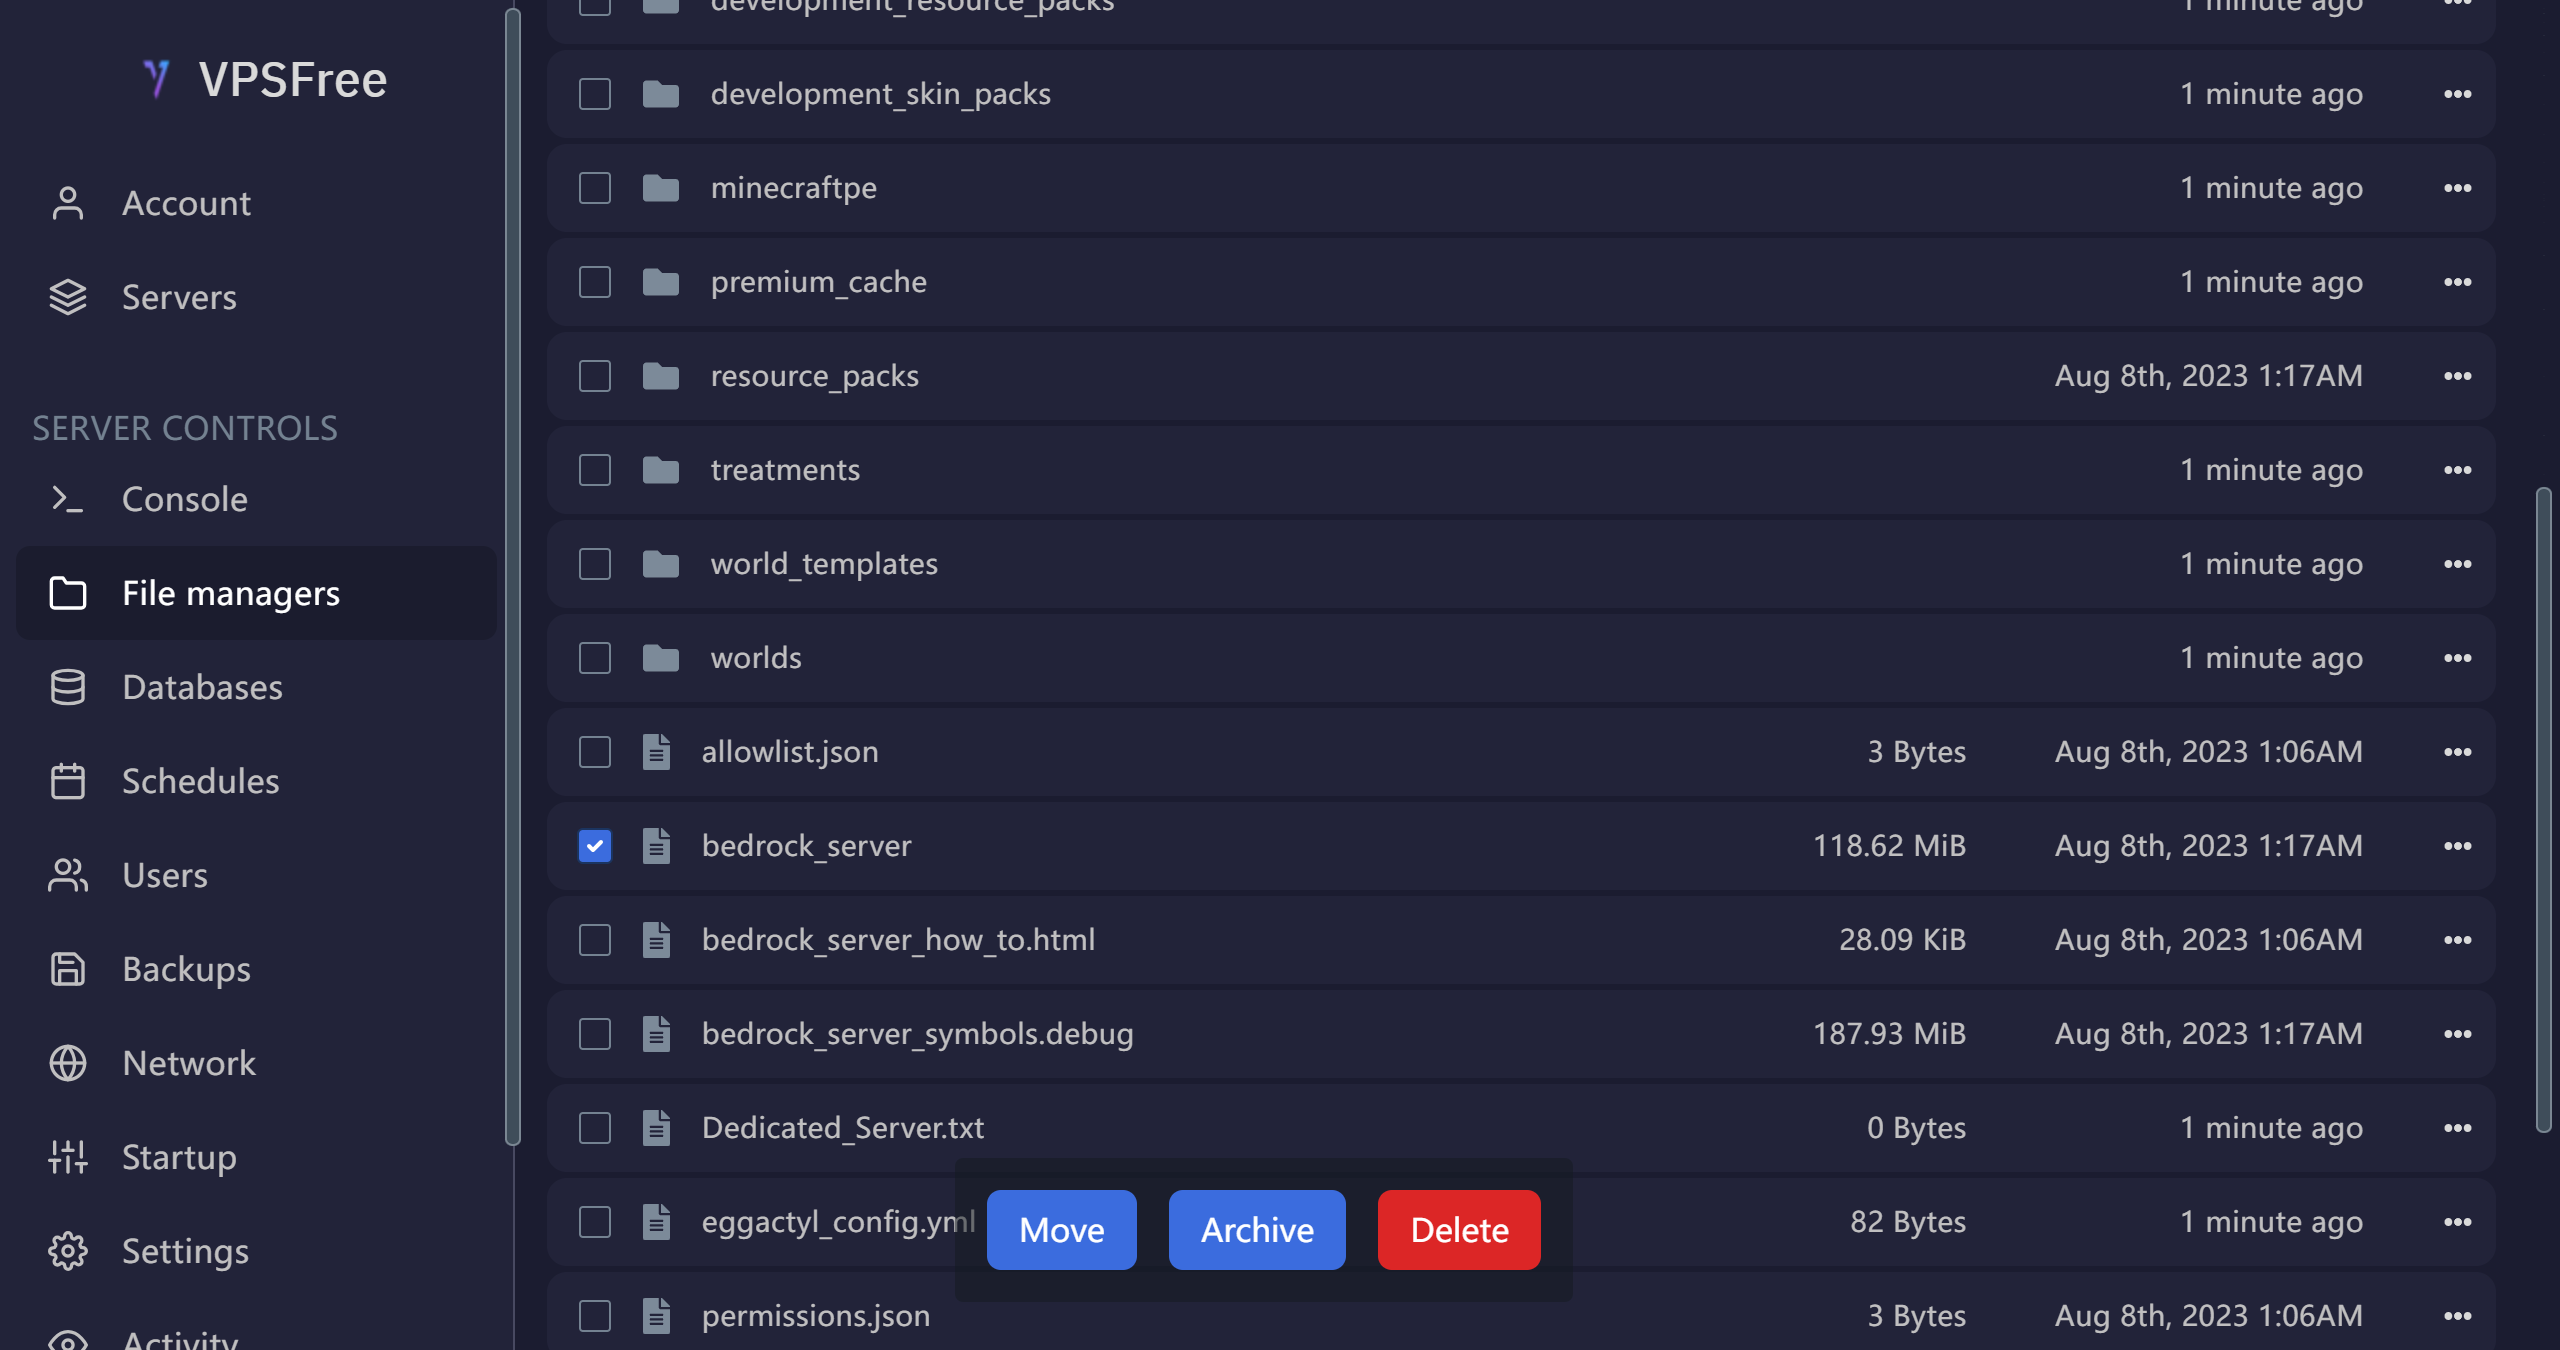 VPSFree
Account
Servers
SERVER CONTROLS
Console
File managers
Databases
Schedules
Users
Backups
Network
Startup
Settings
Activity
development_resource_packs 1 minute ago
development_skin_packs 1 minute ago
minecraftpe 1 minute ago
premium_cache 1 minute ago
resource_packs Aug 8th, 2023 1:17AM
treatments 1 minute ago
world_templates 1 minute ago
worlds 1 minute ago
allowlist.json 3 Bytes Aug 8th, 2023 1:06AM
bedrock_server 118.62 MiB Aug 8th, 2023 1:17AM
bedrock_server_how_to.html 28.09 KiB Aug 8th, 2023 1:06AM
bedrock_server_symbols.debug 187.93 MiB Aug 8th, 2023 1:17AM
Dedicated_Server.txt 0 Bytes 1 minute ago
eggactyl_config.yml 82 Bytes 1 minute ago
Move Archive Delete
permissions.json 3 Bytes Aug 8th, 2023 1:06AM